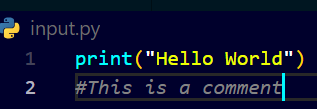 input.py
1 print("Hello World")
2 #This is a comment